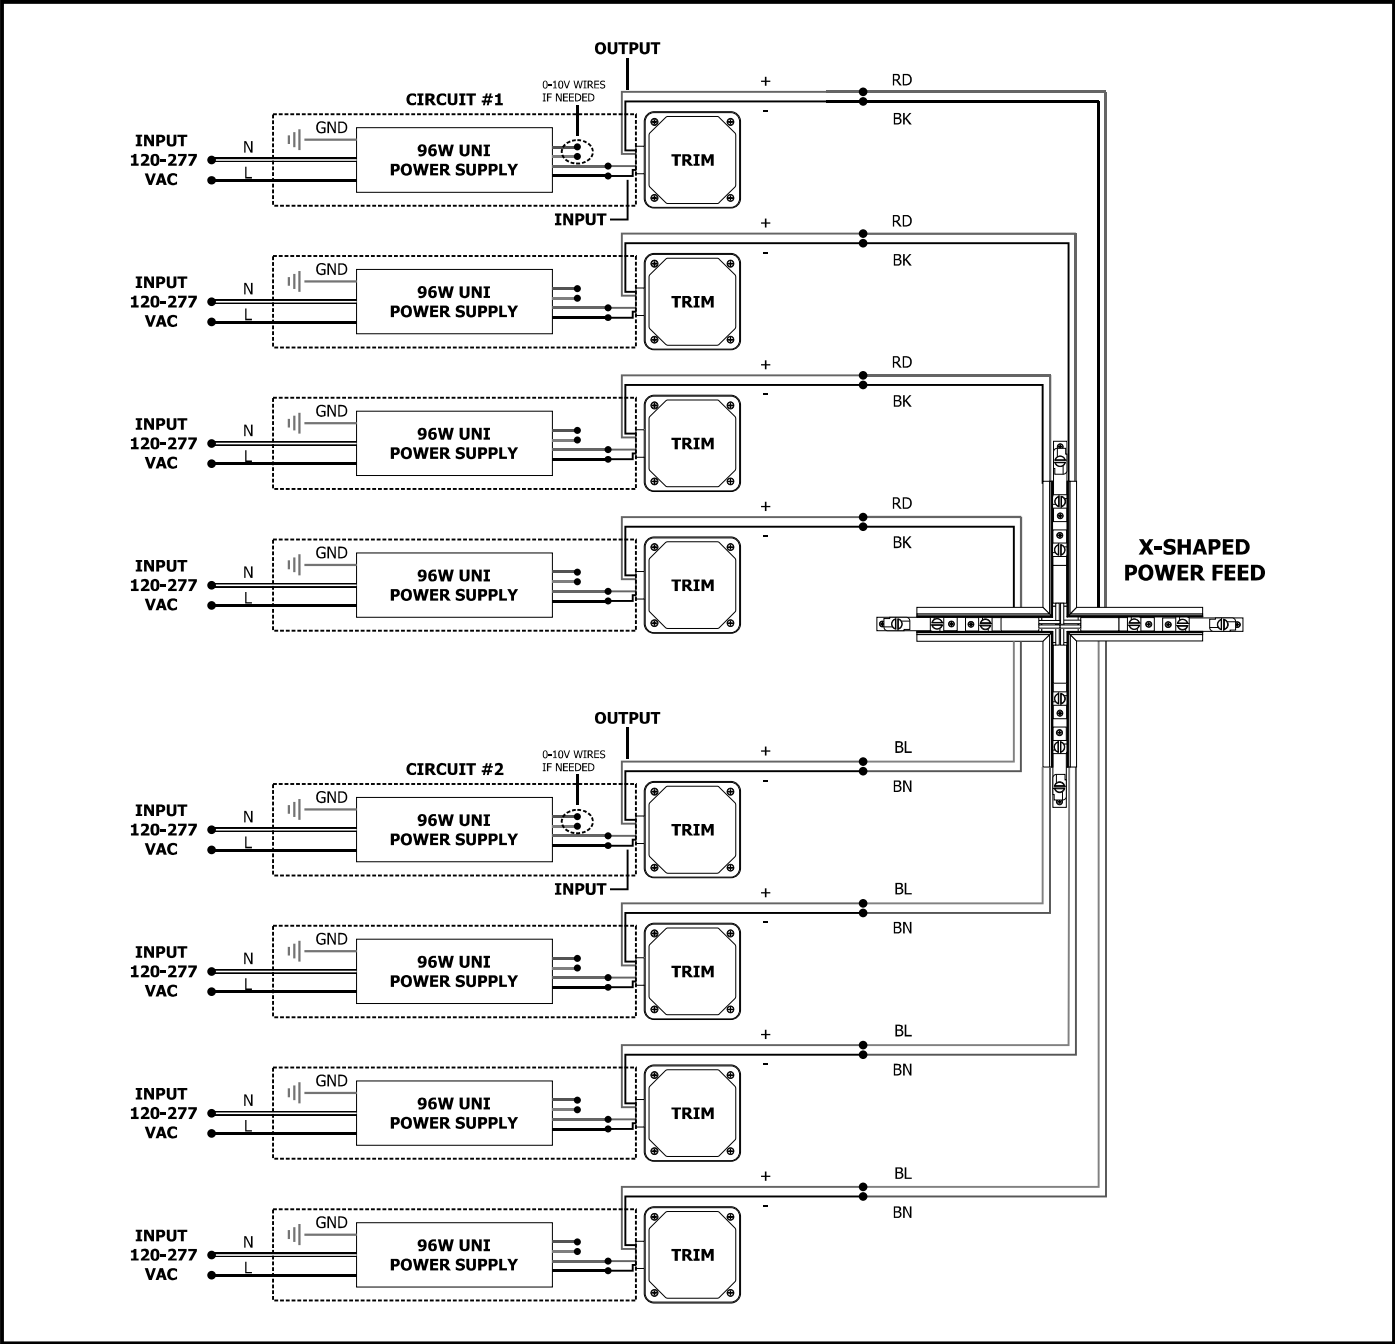 OUTPUT
0-10V WIRES
IF NEEDED
CIRCUIT #1
+
RD
-
BK
GND
INPUT
120-277
VAC
N
L
96W UNI
POWER SUPPLY
TRIM
INPUT
+
RD
-
BK
GND
INPUT
120-277
VAC
N
L
96W UNI
POWER SUPPLY
TRIM
+
RD
-
BK
GND
INPUT
120-277
VAC
N
L
96W UNI
POWER SUPPLY
TRIM
+
RD
-
BK
GND
INPUT
120-277
VAC
N
L
96W UNI
POWER SUPPLY
TRIM
X-SHAPED
POWER FEED
OUTPUT
0-10V WIRES
IF NEEDED
CIRCUIT #2
+
BL
-
BN
GND
INPUT
120-277
VAC
N
L
96W UNI
POWER SUPPLY
TRIM
INPUT
+
BL
-
BN
GND
INPUT
120-277
VAC
N
L
96W UNI
POWER SUPPLY
TRIM
+
BL
-
BN
GND
INPUT
120-277
VAC
N
L
96W UNI
POWER SUPPLY
TRIM
+
BL
-
BN
GND
INPUT
120-277
VAC
N
L
96W UNI
POWER SUPPLY
TRIM